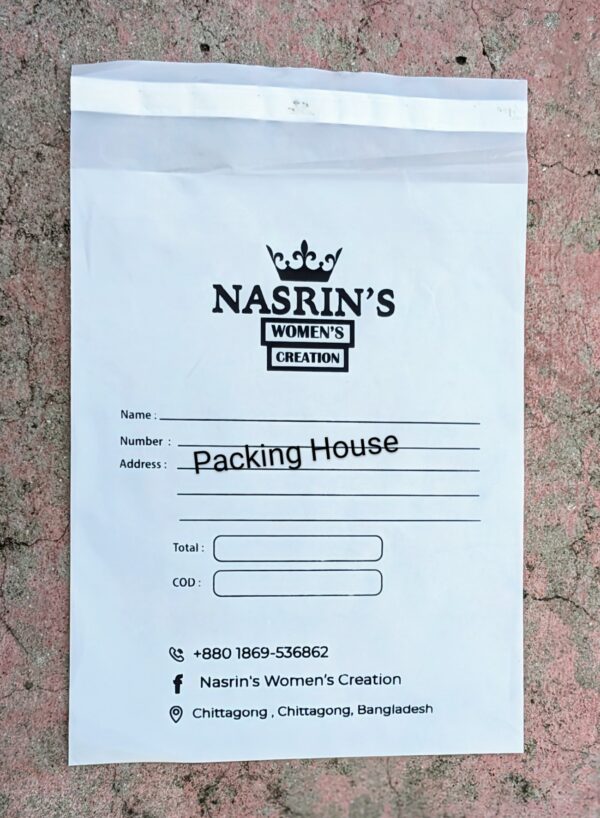 NASRIN'S
WOMEN'S
CREATION
Name :
Number :
Packing House
Address :
Total :
COD :
+880 1869-536862
Nasrin's Women's Creation
Chittagong , Chittagong, Bangladesh